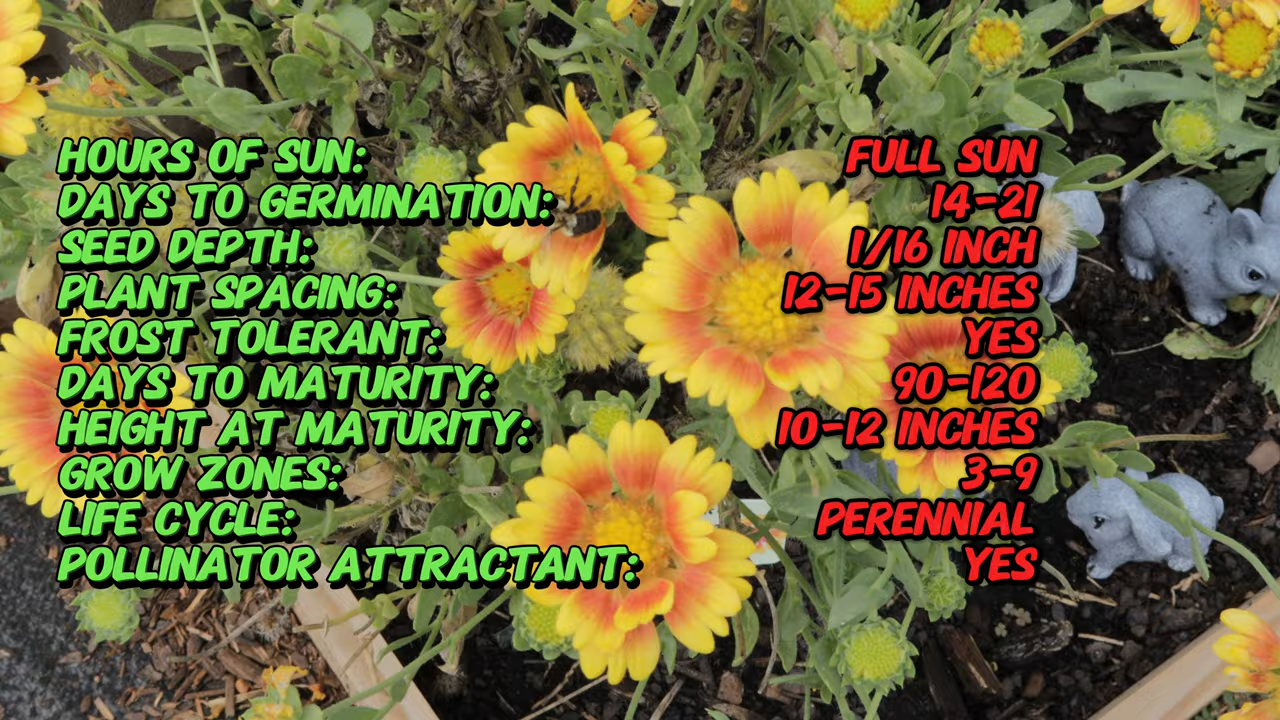 HOURS OF SUN: FULL SUN
DAYS TO GERMINATION: 14-21
SEED DEPTH: 1/16 INCH
PLANT SPACING: 12-15 INCHES
FROST TOLERANT: YES
DAYS TO MATURITY: 90-120
HEIGHT AT MATURITY: 10-12 INCHES
GROW ZONES: 3-9
LIFE CYCLE: PERENNIAL
POLLINATOR ATTRACTANT: YES